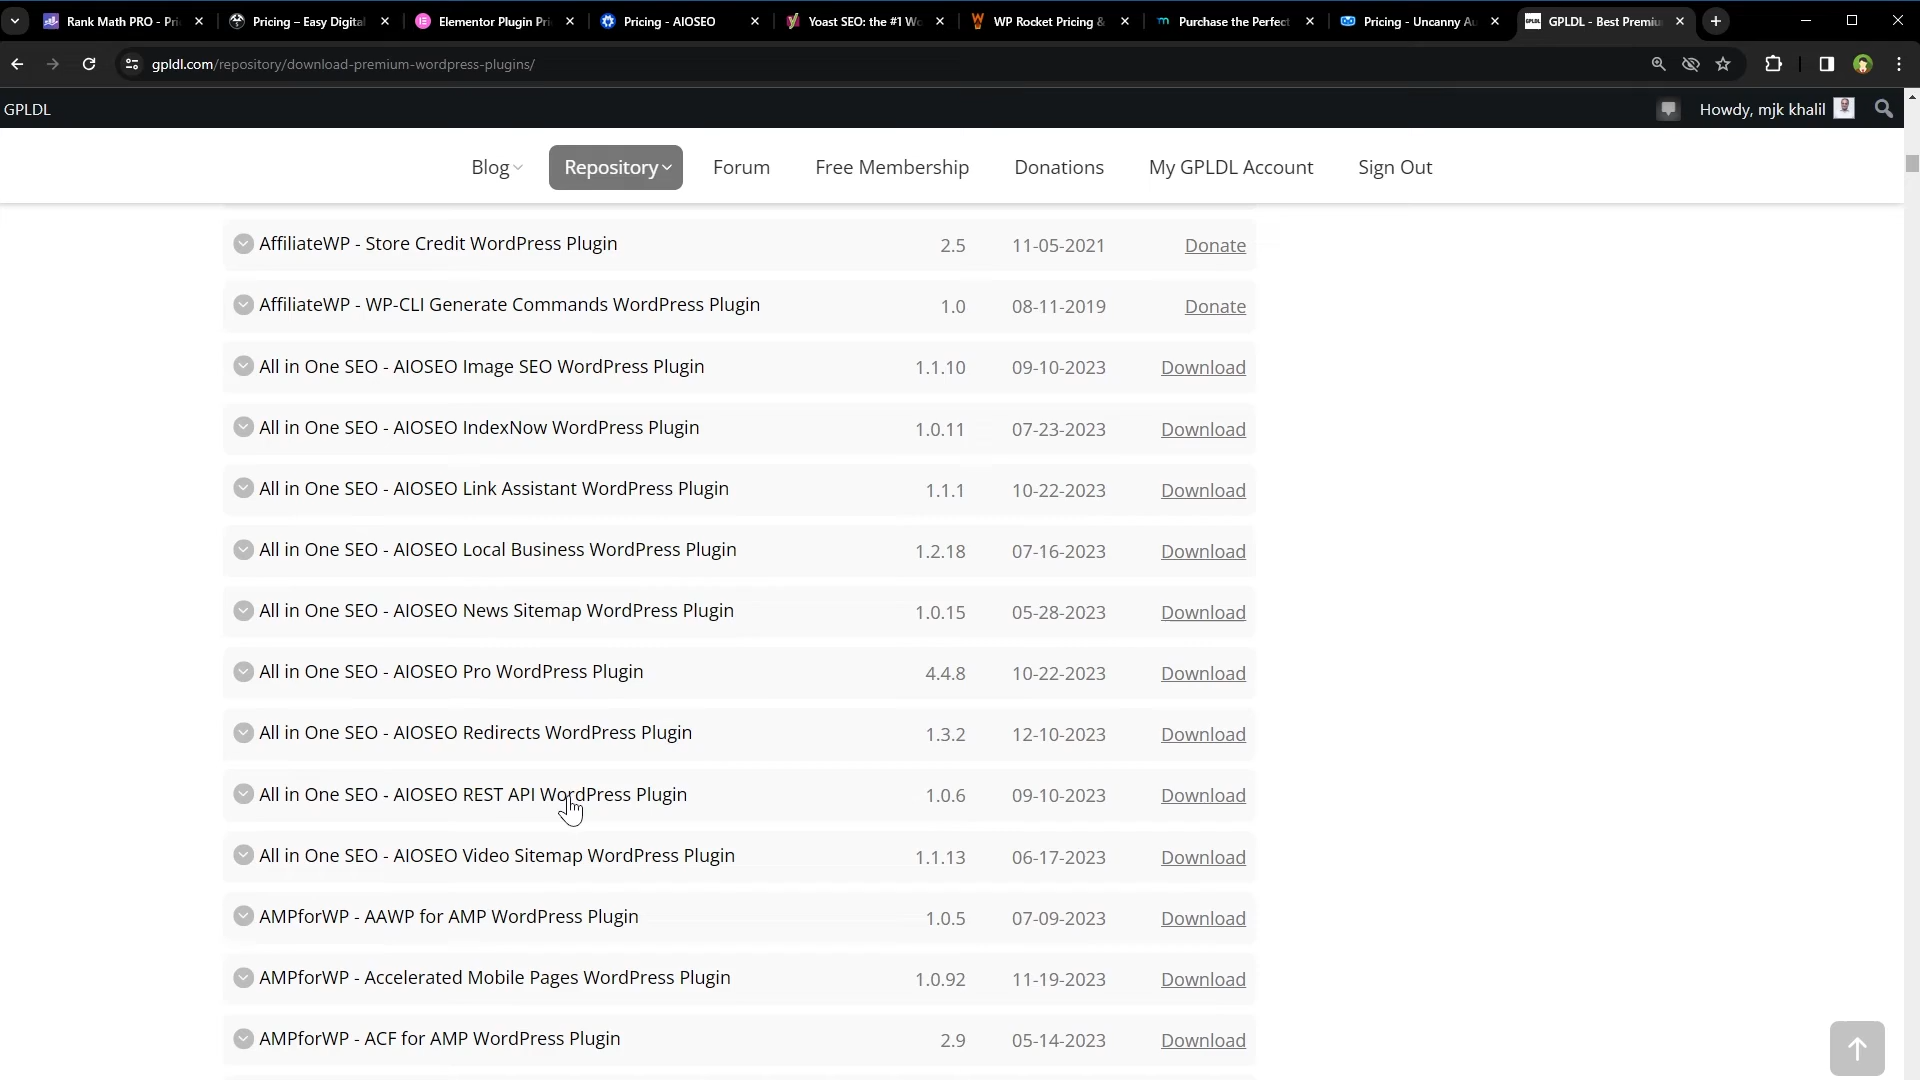 Rank Math PRO - Pri
Pricing – Easy Digital
Elementor Plugin Pri
Pricing - AIOSEO
Yoast SEO: the #1 Wo
WP Rocket Pricing &
Purchase the Perfect
Pricing - Uncanny Au
GPLDL - Best Premiu
gpldl.com/repository/download-premium-wordpress-plugins/
GPLDL
Howdy, mjk khalil
Blog Repository Forum Free Membership Donations My GPLDL Account Sign Out
AffiliateWP - Store Credit WordPress Plugin 2.5 11-05-2021 Donate
AffiliateWP - WP-CLI Generate Commands WordPress Plugin 1.0 08-11-2019 Donate
All in One SEO - AIOSEO Image SEO WordPress Plugin 1.1.10 09-10-2023 Download
All in One SEO - AIOSEO IndexNow WordPress Plugin 1.0.11 07-23-2023 Download
All in One SEO - AIOSEO Link Assistant WordPress Plugin 1.1.1 10-22-2023 Download
All in One SEO - AIOSEO Local Business WordPress Plugin 1.2.18 07-16-2023 Download
All in One SEO - AIOSEO News Sitemap WordPress Plugin 1.0.15 05-28-2023 Download
All in One SEO - AIOSEO Pro WordPress Plugin 4.4.8 10-22-2023 Download
All in One SEO - AIOSEO Redirects WordPress Plugin 1.3.2 12-10-2023 Download
All in One SEO - AIOSEO REST API WordPress Plugin 1.0.6 09-10-2023 Download
All in One SEO - AIOSEO Video Sitemap WordPress Plugin 1.1.13 06-17-2023 Download
AMPforWP - AAWP for AMP WordPress Plugin 1.0.5 07-09-2023 Download
AMPforWP - Accelerated Mobile Pages WordPress Plugin 1.0.92 11-19-2023 Download
AMPforWP - ACF for AMP WordPress Plugin 2.9 05-14-2023 Download